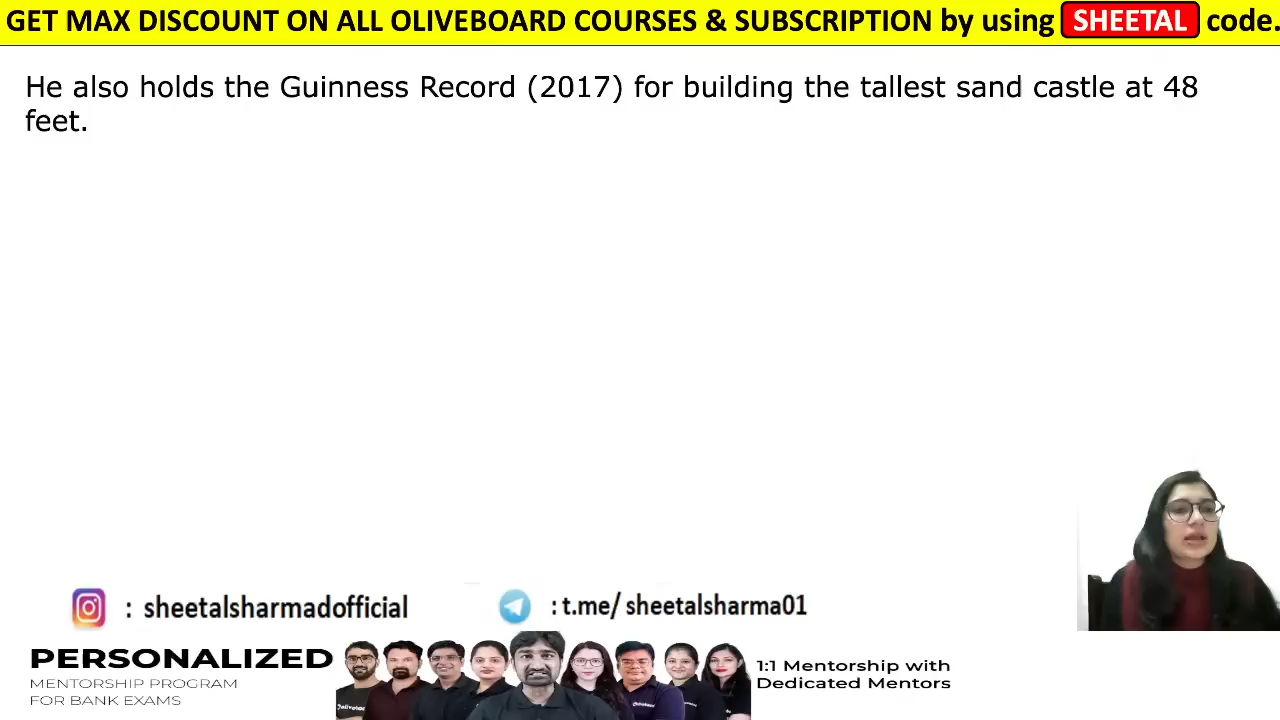 GET MAX DISCOUNT ON ALL OLIVEBOARD COURSES & SUBSCRIPTION by using SHEETAL code.
He also holds the Guinness Record (2017) for building the tallest sand castle at 48
feet.
: sheetalsharmadofficial
: t.me/ sheetalsharma01
PERSONALIZED
MENTORSHIP PROGRAM
FOR BANK EXAMS
1:1 Mentorship with
Dedicated Mentors